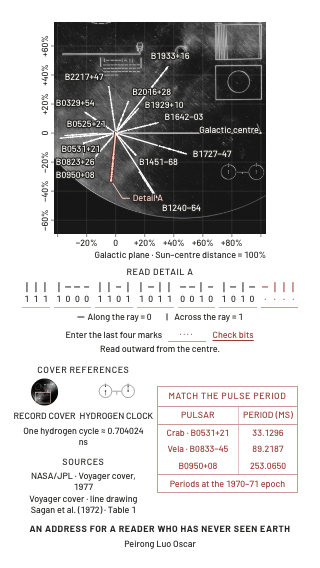 +60%
+40%
+20%
0
−20%
−40%
−60%
B1933+16
B2217+47
B2016+28
B0329+54
B1929+10
B1642−03
B0525+21
Galactic centre
B0531+21
B0823+26
B0950+08
B1451−68
B1727−47
Detail A
B1240−64
−20% 0 +20% +40% +60% +80%
Galactic plane · Sun–centre distance = 100%
READ DETAIL A
1 1 1 1 0 0 0 1 0 1 1 0 1 1 0 1 0 0 1 0 1 1 0 · · · ·
— Along the ray = 0 | Across the ray = 1
Enter the last four marks · · · · Check bits
Read outward from the centre.
COVER REFERENCES
RECORD COVER HYDROGEN CLOCK
One hydrogen cycle ≈ 0.704024
ns
SOURCES
NASA/JPL · Voyager cover,
1977
Voyager cover · line drawing
Sagan et al. (1972) · Table 1
MATCH THE PULSE PERIOD
PULSAR PERIOD (MS)
Crab · B0531+21 33.1296
Vela · B0833−45 89.2187
B0950+08 253.0650
Periods at the 1970–71 epoch
AN ADDRESS FOR A READER WHO HAS NEVER SEEN EARTH
Peirong Luo Oscar